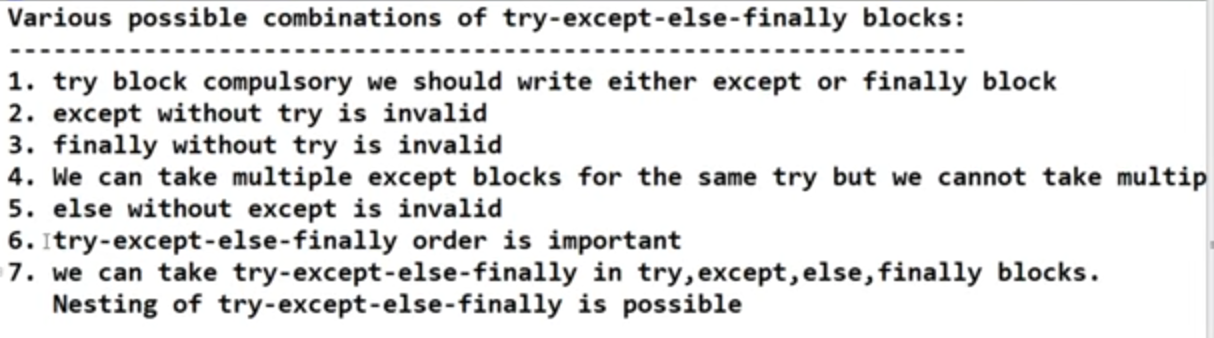 Various possible combinations of try-except-else-finally blocks:
----------------------------------------------------------------
1. try block compulsory we should write either except or finally block
2. except without try is invalid
3. finally without try is invalid
4. We can take multiple except blocks for the same try but we cannot take multip
5. else without except is invalid
6. try-except-else-finally order is important
7. we can take try-except-else-finally in try,except,else,finally blocks.
Nesting of try-except-else-finally is possible